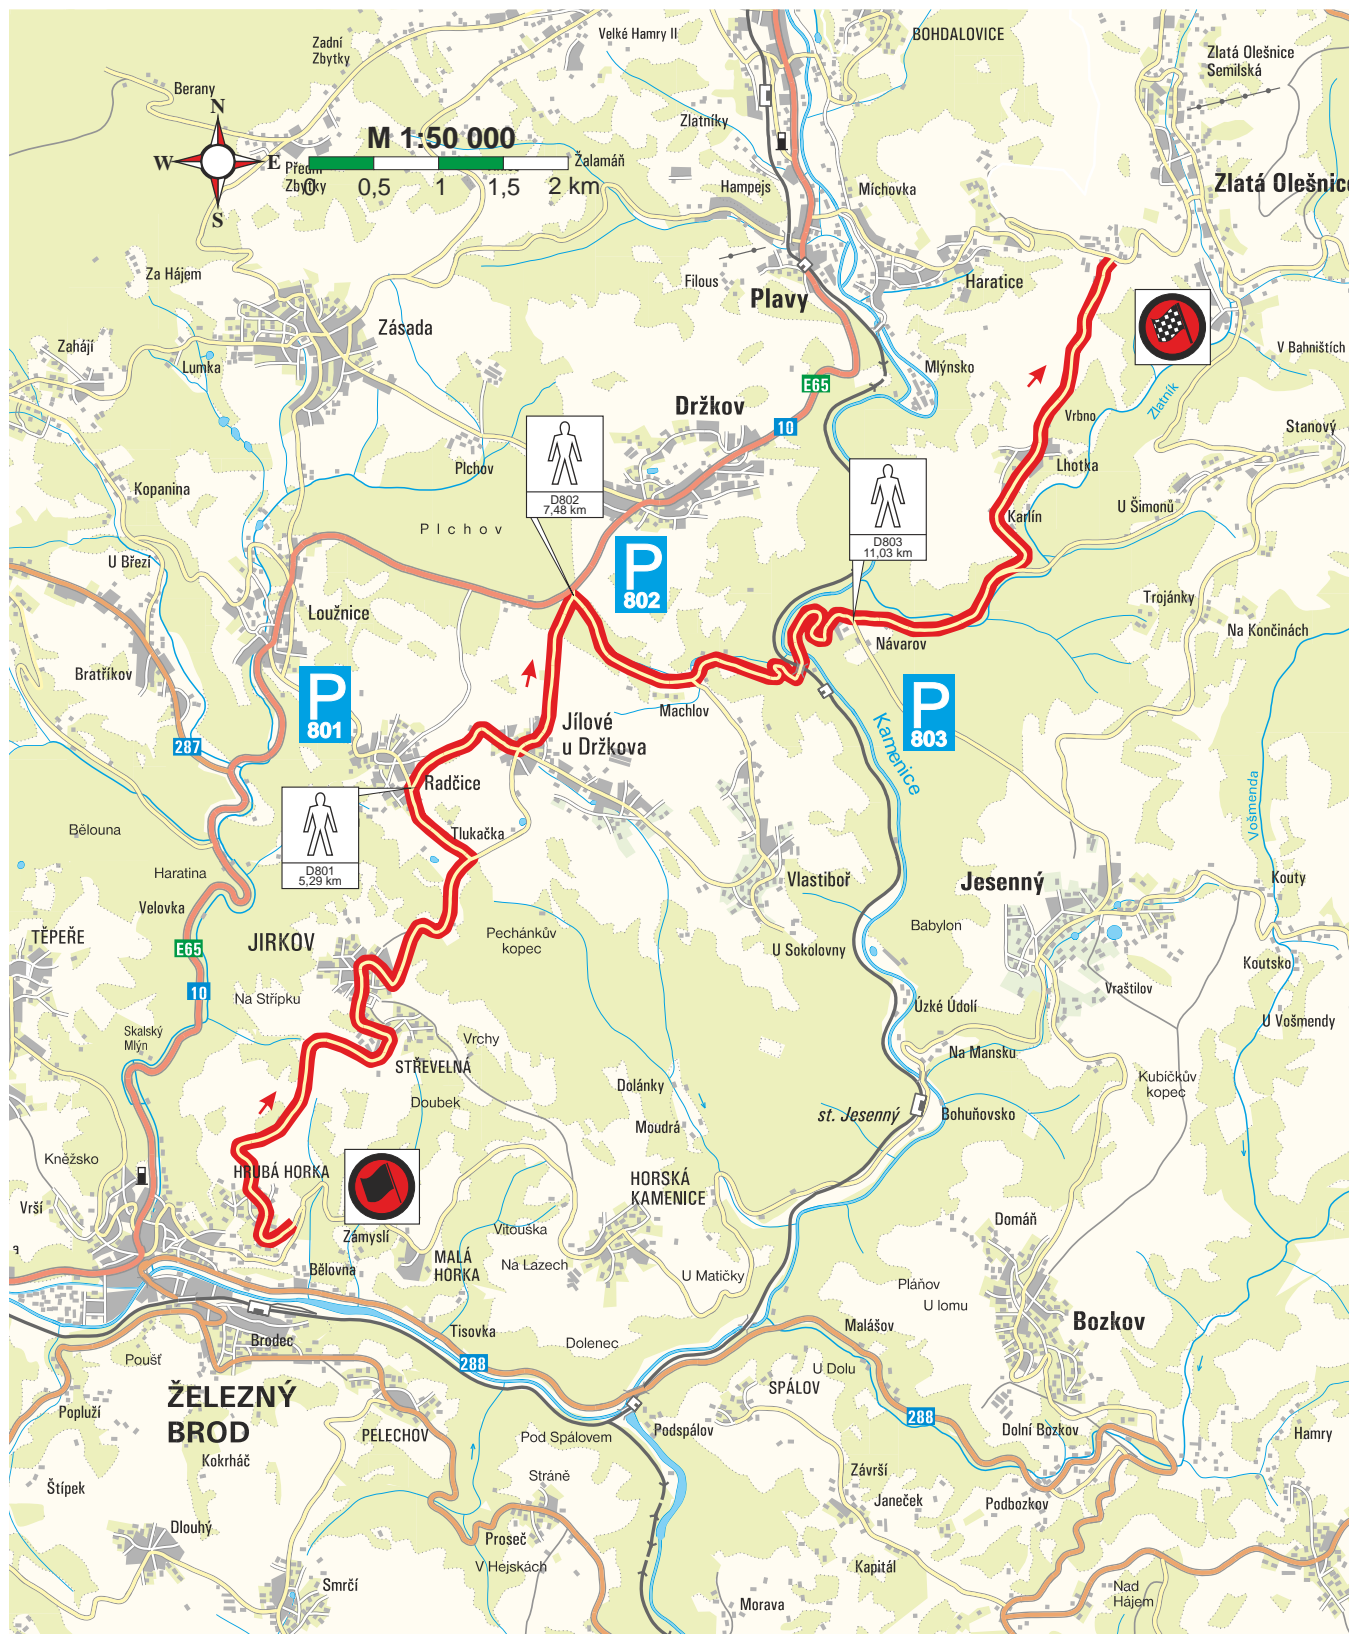 Zadní
Zbytky
Velké Hamry II
BOHDALOVICE
Zlatá Olešnice
Semilská
Berany
N
W
E
S
M 1:50 000
Přední
Zbytky
0
0,5
1
1,5
2 km
Žalamáň
Zlatníky
Hampejs
Míchovka
Zlatá Olešnice
Za Hájem
Filous
Plavy
Haratice
Zásada
Zahájí
Lumka
Mlýnsko
V Bahništích
E65
Držkov
10
Zlatník
Vrbno
Stanový
Plchov
Lhotka
Kopanina
D802
7,48 km
U Šimonů
Karlín
Plchov
D803
11,03 km
U Březí
P
802
Loužnice
Trojánky
Na Končinách
Návarov
Bratříkov
P
801
Machlov
P
803
Jílové
u Držkova
287
Kamenice
Radčice
Vošmenda
Bělouna
Tlukačka
D801
5,29 km
Haratina
Vlastiboř
Jesenný
Kouty
Velovka
TĚPEŘE
JIRKOV
Pechánkův
kopec
Babylon
E65
U Sokolovny
Koutsko
10
Na Střípku
Vraštilov
Úzké Údolí
U Vošmendy
Skalský
Mlýn
Vrchy
Na Mansku
STŘEVELNÁ
Dolánky
Kubíčkův
kopec
Doubek
st. Jesenný
Bohuňovsko
Moudrá
Kněžsko
HRUBÁ HORKA
HORSKÁ
KAMENICE
Vrší
Domáň
Vitouška
Zámyslí
Na Lazech
MALÁ
HORKA
Bělovna
U Matičky
Pláňov
U lomu
Bozkov
Malášov
Tisovka
Brodec
Dolenec
Poušť
288
U Dolu
SPÁLOV
ŽELEZNÝ
BROD
Popluží
288
Podspálov
Dolní Bozkov
PELECHOV
Pod Spálovem
Hamry
Kokrháč
Závrší
Stráně
Štípek
Janeček
Podbozkov
Dlouhý
Proseč
V Hejskách
Kapitál
Smrčí
Nad
Hájem
Morava